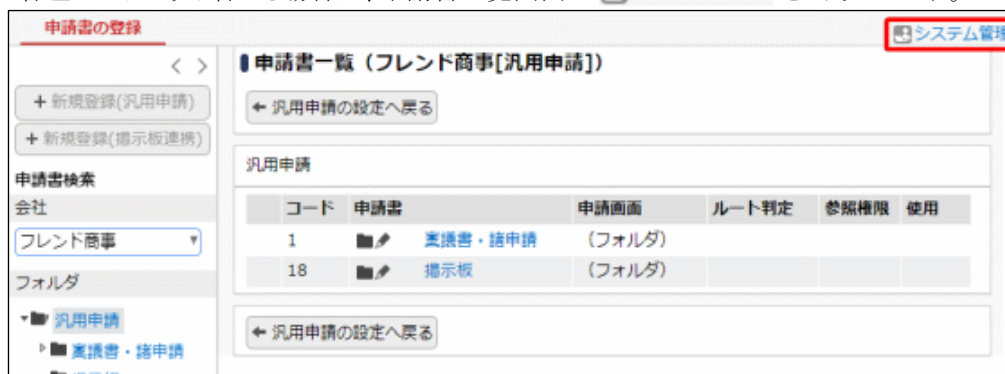 申請書の登録
システム管理
申請書一覧（フレンド商事[汎用申請]）
+ 新規登録(汎用申請)
← 汎用申請の設定へ戻る
+ 新規登録(掲示板連携)
申請書検索
汎用申請
会社
コード 申請書 申請画面 ルート判定 参照権限 使用
フレンド商事
1 稟議書・諸申請 （フォルダ）
18 掲示板 （フォルダ）
フォルダ
汎用申請
← 汎用申請の設定へ戻る
稟議書・諸申請